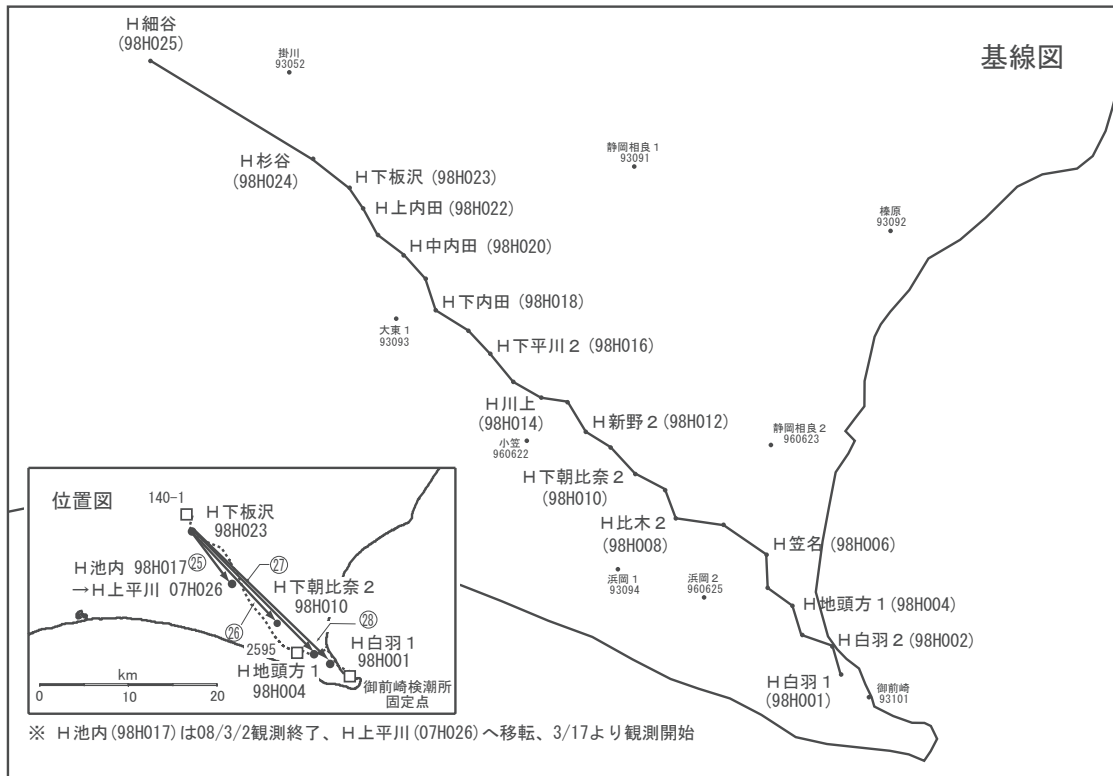 基線図
H細谷
(98H025)
掛川
93052
H杉谷
(98H024)
H下板沢 (98H023)
H上内田 (98H022)
H中内田 (98H020)
H下内田 (98H018)
静岡相良1
93091
榛原
93092
大東1
93093
H下平川2 (98H016)
H川上
(98H014)
小笠
960622
H新野2 (98H012)
静岡相良2
960623
H下朝比奈2
(98H010)
H比木2
(98H008)
浜岡1
93094
浜岡2
960625
H笠名 (98H006)
H地頭方1 (98H004)
H白羽2 (98H002)
H白羽1
(98H001)
御前崎
93101
位置図
140-1
H下板沢
98H023
H池内 98H017
→H上平川 07H026
㉕
㉗
H下朝比奈2
98H010
㉖
㉘
2595
H地頭方1
98H004
H白羽1
98H001
御前崎検潮所
固定点
km
0 10 20
※ H池内(98H017)は08/3/2観測終了、H上平川(07H026)へ移転、3/17より観測開始